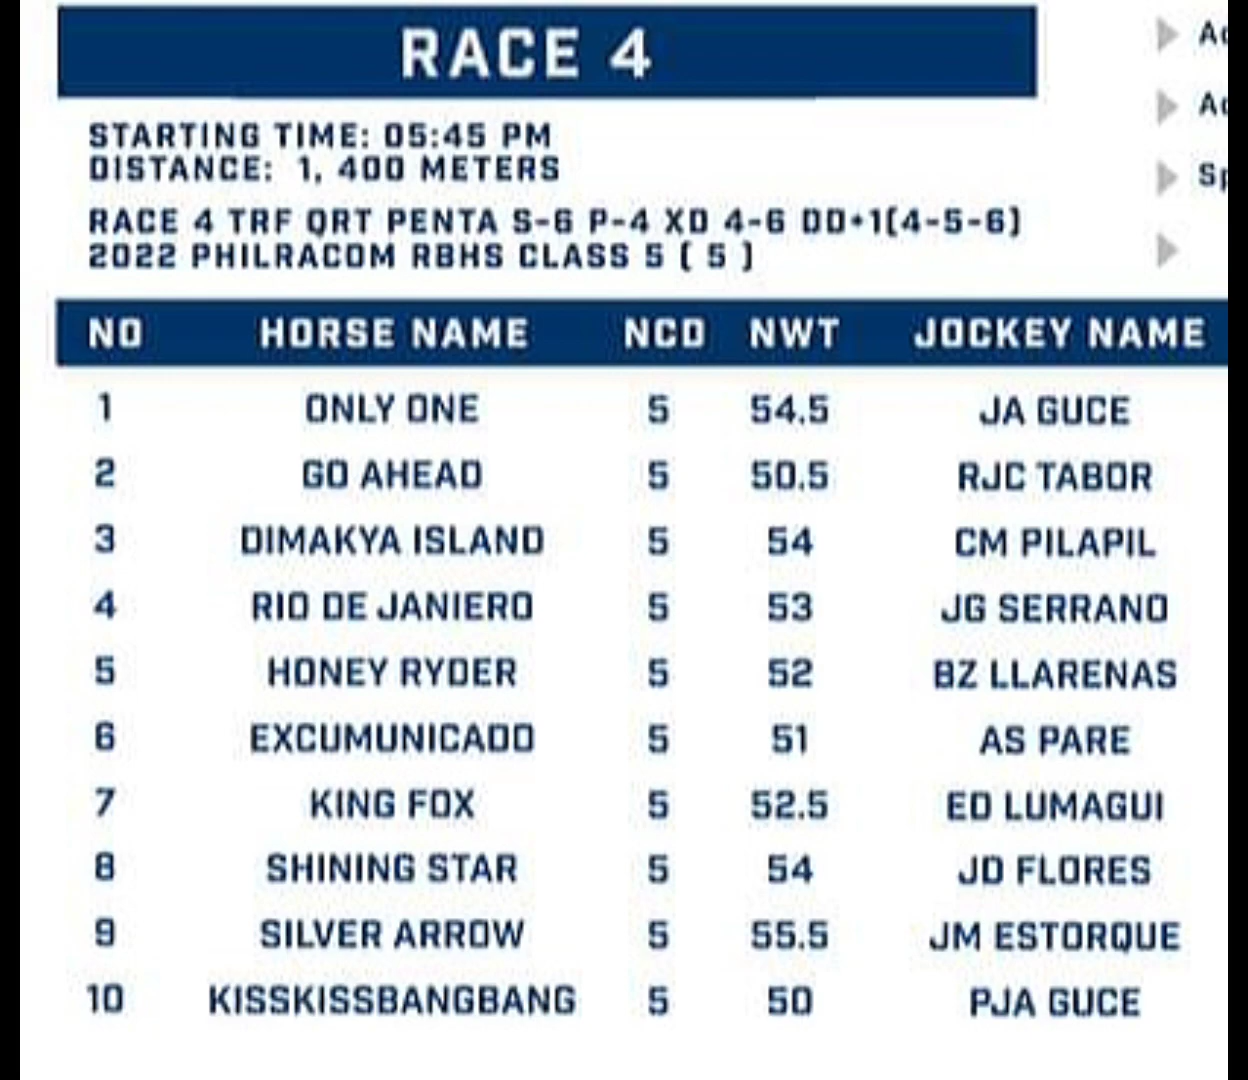 RACE 4
STARTING TIME: 05:45 PM
DISTANCE: 1, 400 METERS
RACE 4 TRF QRT PENTA S-6 P-4 XD 4-6 DD+1(4-5-6)
2022 PHILRACOM RBHS CLASS 5 ( 5 )
NO HORSE NAME NCD NWT JOCKEY NAME
1 ONLY ONE 5 54.5 JA GUCE
2 GO AHEAD 5 50.5 RJC TABOR
3 DIMAKYA ISLAND 5 54 CM PILAPIL
4 RIO DE JANIERO 5 53 JG SERRANO
5 HONEY RYDER 5 52 BZ LLARENAS
6 EXCUMUNICADO 5 51 AS PARE
7 KING FOX 5 52.5 ED LUMAGUI
8 SHINING STAR 5 54 JD FLORES
9 SILVER ARROW 5 55.5 JM ESTORQUE
10 KISSKISSBANGBANG 5 50 PJA GUCE